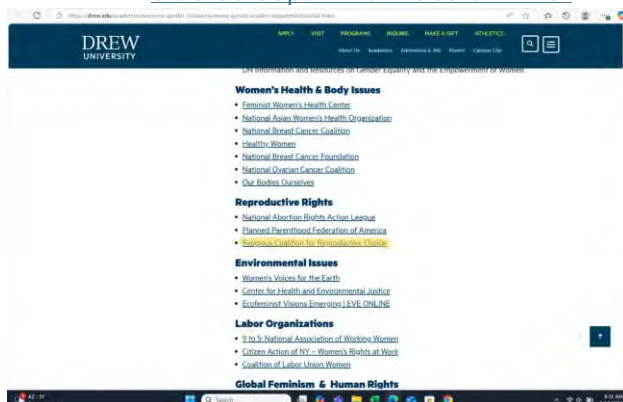 DREW
UNIVERSITY
APPLY VISIT PROGRAMS INQUIRE MAKE A GIFT ATHLETICS
About Us Academics Admissions & Aid Alumni Campus Life
UN Information and Resources on Gender Equality and the Empowerment of Women.
Women's Health & Body Issues
• Feminist Women's Health Center
• National Asian Women's Health Organization
• National Breast Cancer Coalition
• Healthy Women
• National Breast Cancer Foundation
• National Ovarian Cancer Coalition
• Our Bodies Ourselves
Reproductive Rights
• National Abortion Rights Action League
• Planned Parenthood Federation of America
• Religious Coalition for Reproductive Choice
Environmental Issues
• Women's Voices for the Earth
• Center for Health and Environmental Justice
• Ecofeminist Visions Emerging | EVE ONLINE
Labor Organizations
• 9 to 5: National Association of Working Women
• Citizen Action of NY – Women's Rights at Work
• Coalition of Labor Union Women
Global Feminism & Human Rights
Search
8:31 AM